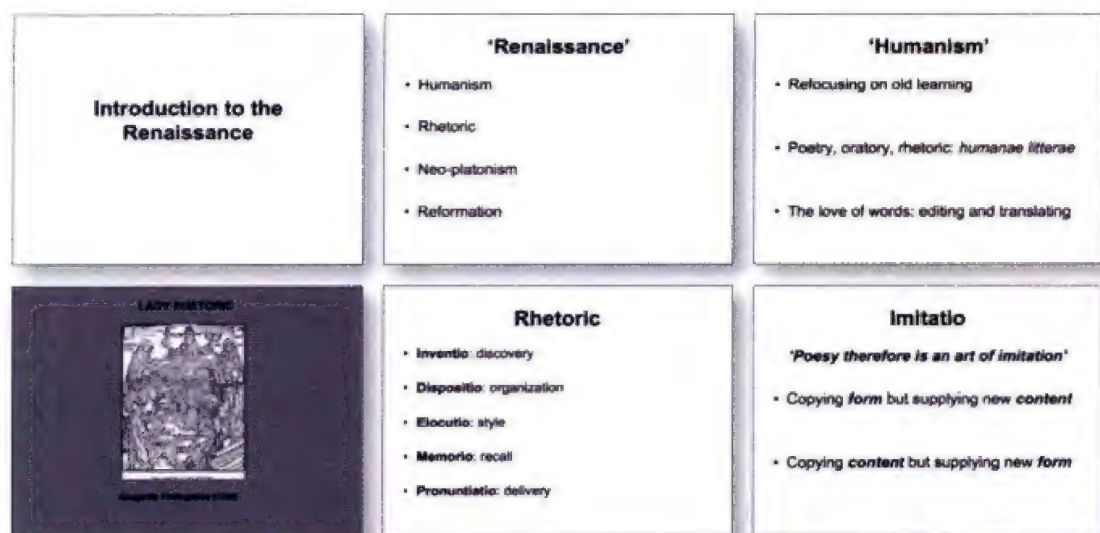 Introduction to the
Renaissance
'Renaissance'
• Humanism
• Rhetoric
• Neo-platonism
• Reformation
'Humanism'
• Refocusing on old learning
• Poetry, oratory, rhetoric: humanae litterae
• The love of words: editing and translating
LADY RHETORIC
Rhetoric
• Inventio: discovery
• Dispositio: organization
• Elocutio: style
• Memorio: recall
• Pronuntiatio: delivery
Imitatio
'Poesy therefore is an art of imitation'
• Copying form but supplying new content
• Copying content but supplying new form